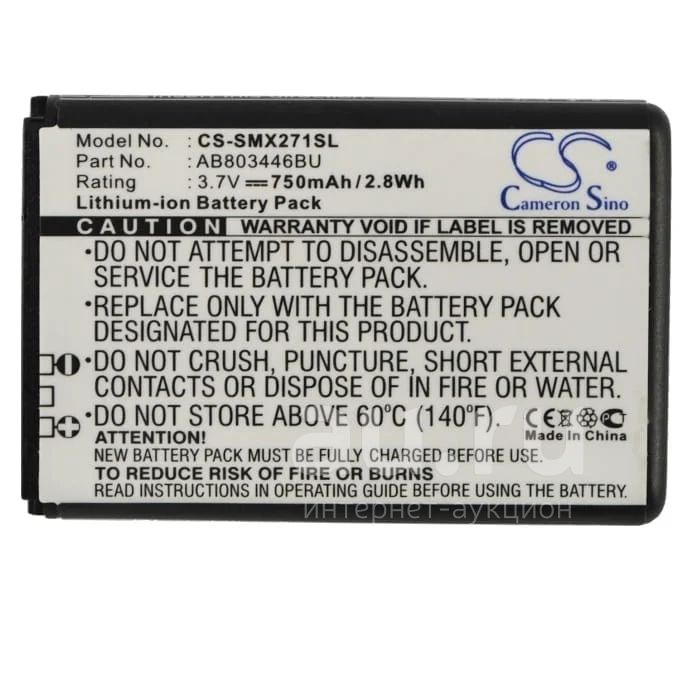 Model No. : CS-SMX271SL
Part No. : AB803446BU
Rating : 3.7V 750mAh/2.8Wh
Lithium-ion Battery Pack
CS
Cameron Sino
CAUTION: WARRANTY VOID IF LABEL IS REMOVED
•DO NOT ATTEMPT TO DISASSEMBLE, OPEN OR
SERVICE THE BATTERY PACK.
•REPLACE ONLY WITH THE BATTERY PACK
DESIGNATED FOR THIS PRODUCT.
•DO NOT CRUSH, PUNCTURE, SHORT EXTERNAL
CONTACTS OR DISPOSE OF IN FIRE OR WATER.
•DO NOT STORE ABOVE 60ºC (140ºF).
CE
Made In China
ATTENTION!
NEW BATTERY PACK MUST BE FULLY CHARGED BEFORE USE.
TO REDUCE RISK OF FIRE OR BURNS
READ INSTRUCTIONS IN OPERATING GUIDE BEFORE USING THE BATTERY.
au.ru
интернет-аукцион